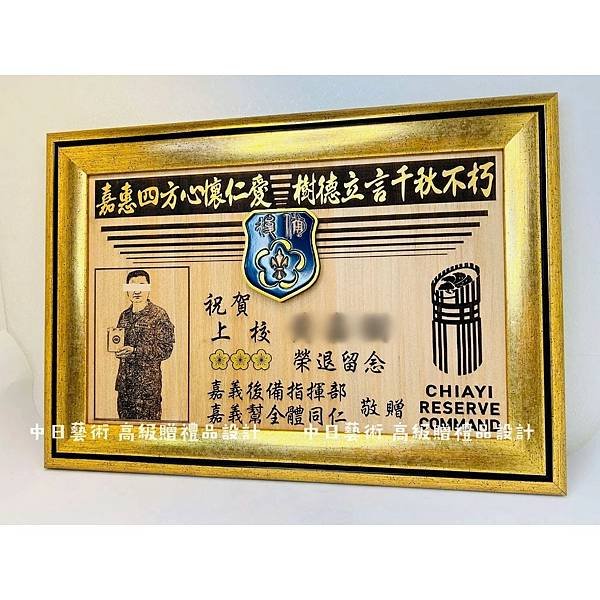 嘉惠四方心懷仁愛 樹德立言千秋不朽
後備
祝賀
上校
榮退留念
嘉義後備指揮部
嘉義幫全體同仁
敬贈
CHIAYI
RESERVE
COMMAND
中日藝術 高級贈禮品設計
中日藝術 高級贈禮品設計